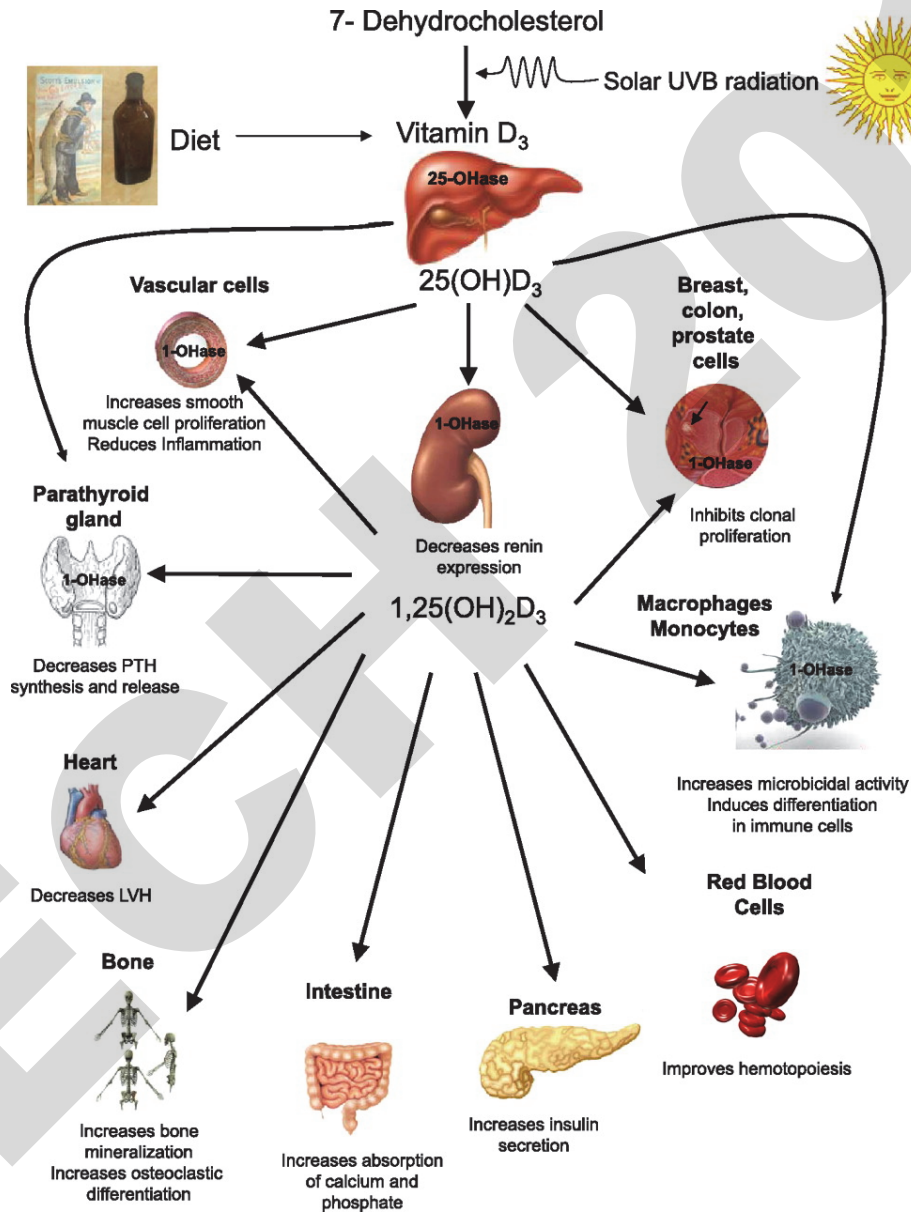 7- Dehydrocholesterol
Solar UVB radiation
SCOTT'S EMULSION
Diet
Vitamin D3
25-OHase
25(OH)D3
Vascular cells
1-OHase
Increases smooth
muscle cell proliferation
Reduces Inflammation
1-OHase
Decreases renin
expression
Breast,
colon,
prostate
cells
1-OHase
Inhibits clonal
proliferation
Parathyroid
gland
1-OHase
Decreases PTH
synthesis and release
1,25(OH)2D3
Macrophages
Monocytes
1-OHase
Increases microbicidal activity
Induces differentiation
in immune cells
Heart
Decreases LVH
Red Blood
Cells
Improves hemotopoiesis
Bone
Increases bone
mineralization
Increases osteoclastic
differentiation
Intestine
Increases absorption
of calcium and
phosphate
Pancreas
Increases insulin
secretion